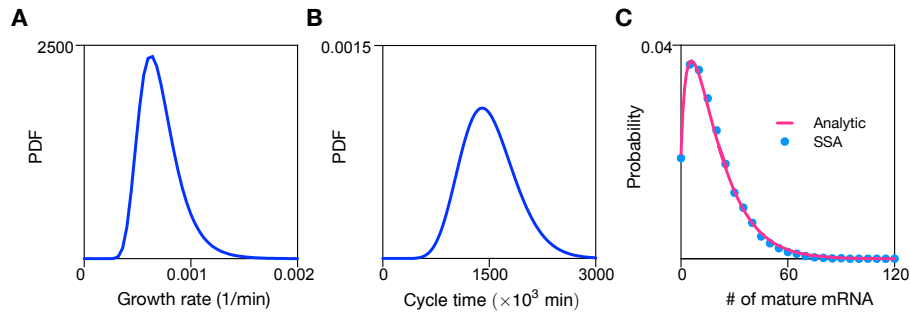 A
2500
PDF
0
0.001
0.002
Growth rate (1/min)
B
0.0015
PDF
0
1500
3000
Cycle time (×10³ min)
C
0.04
Probability
Analytic
SSA
0
60
120
# of mature mRNA